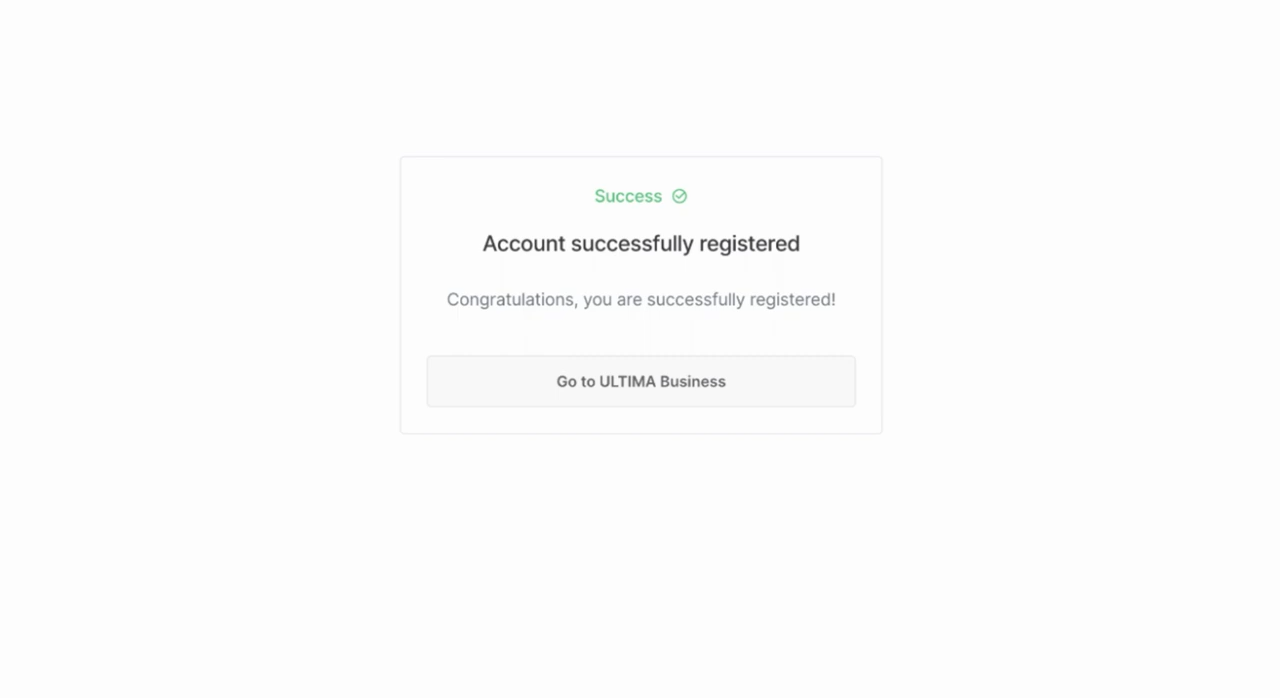 Success
Account successfully registered
Congratulations, you are successfully registered!
Go to ULTIMA Business